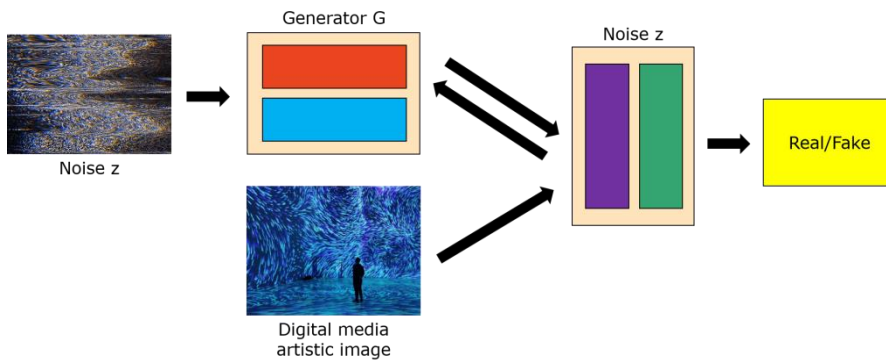 Generator G
Noise z
Noise z
Real/Fake
Digital media
artistic image